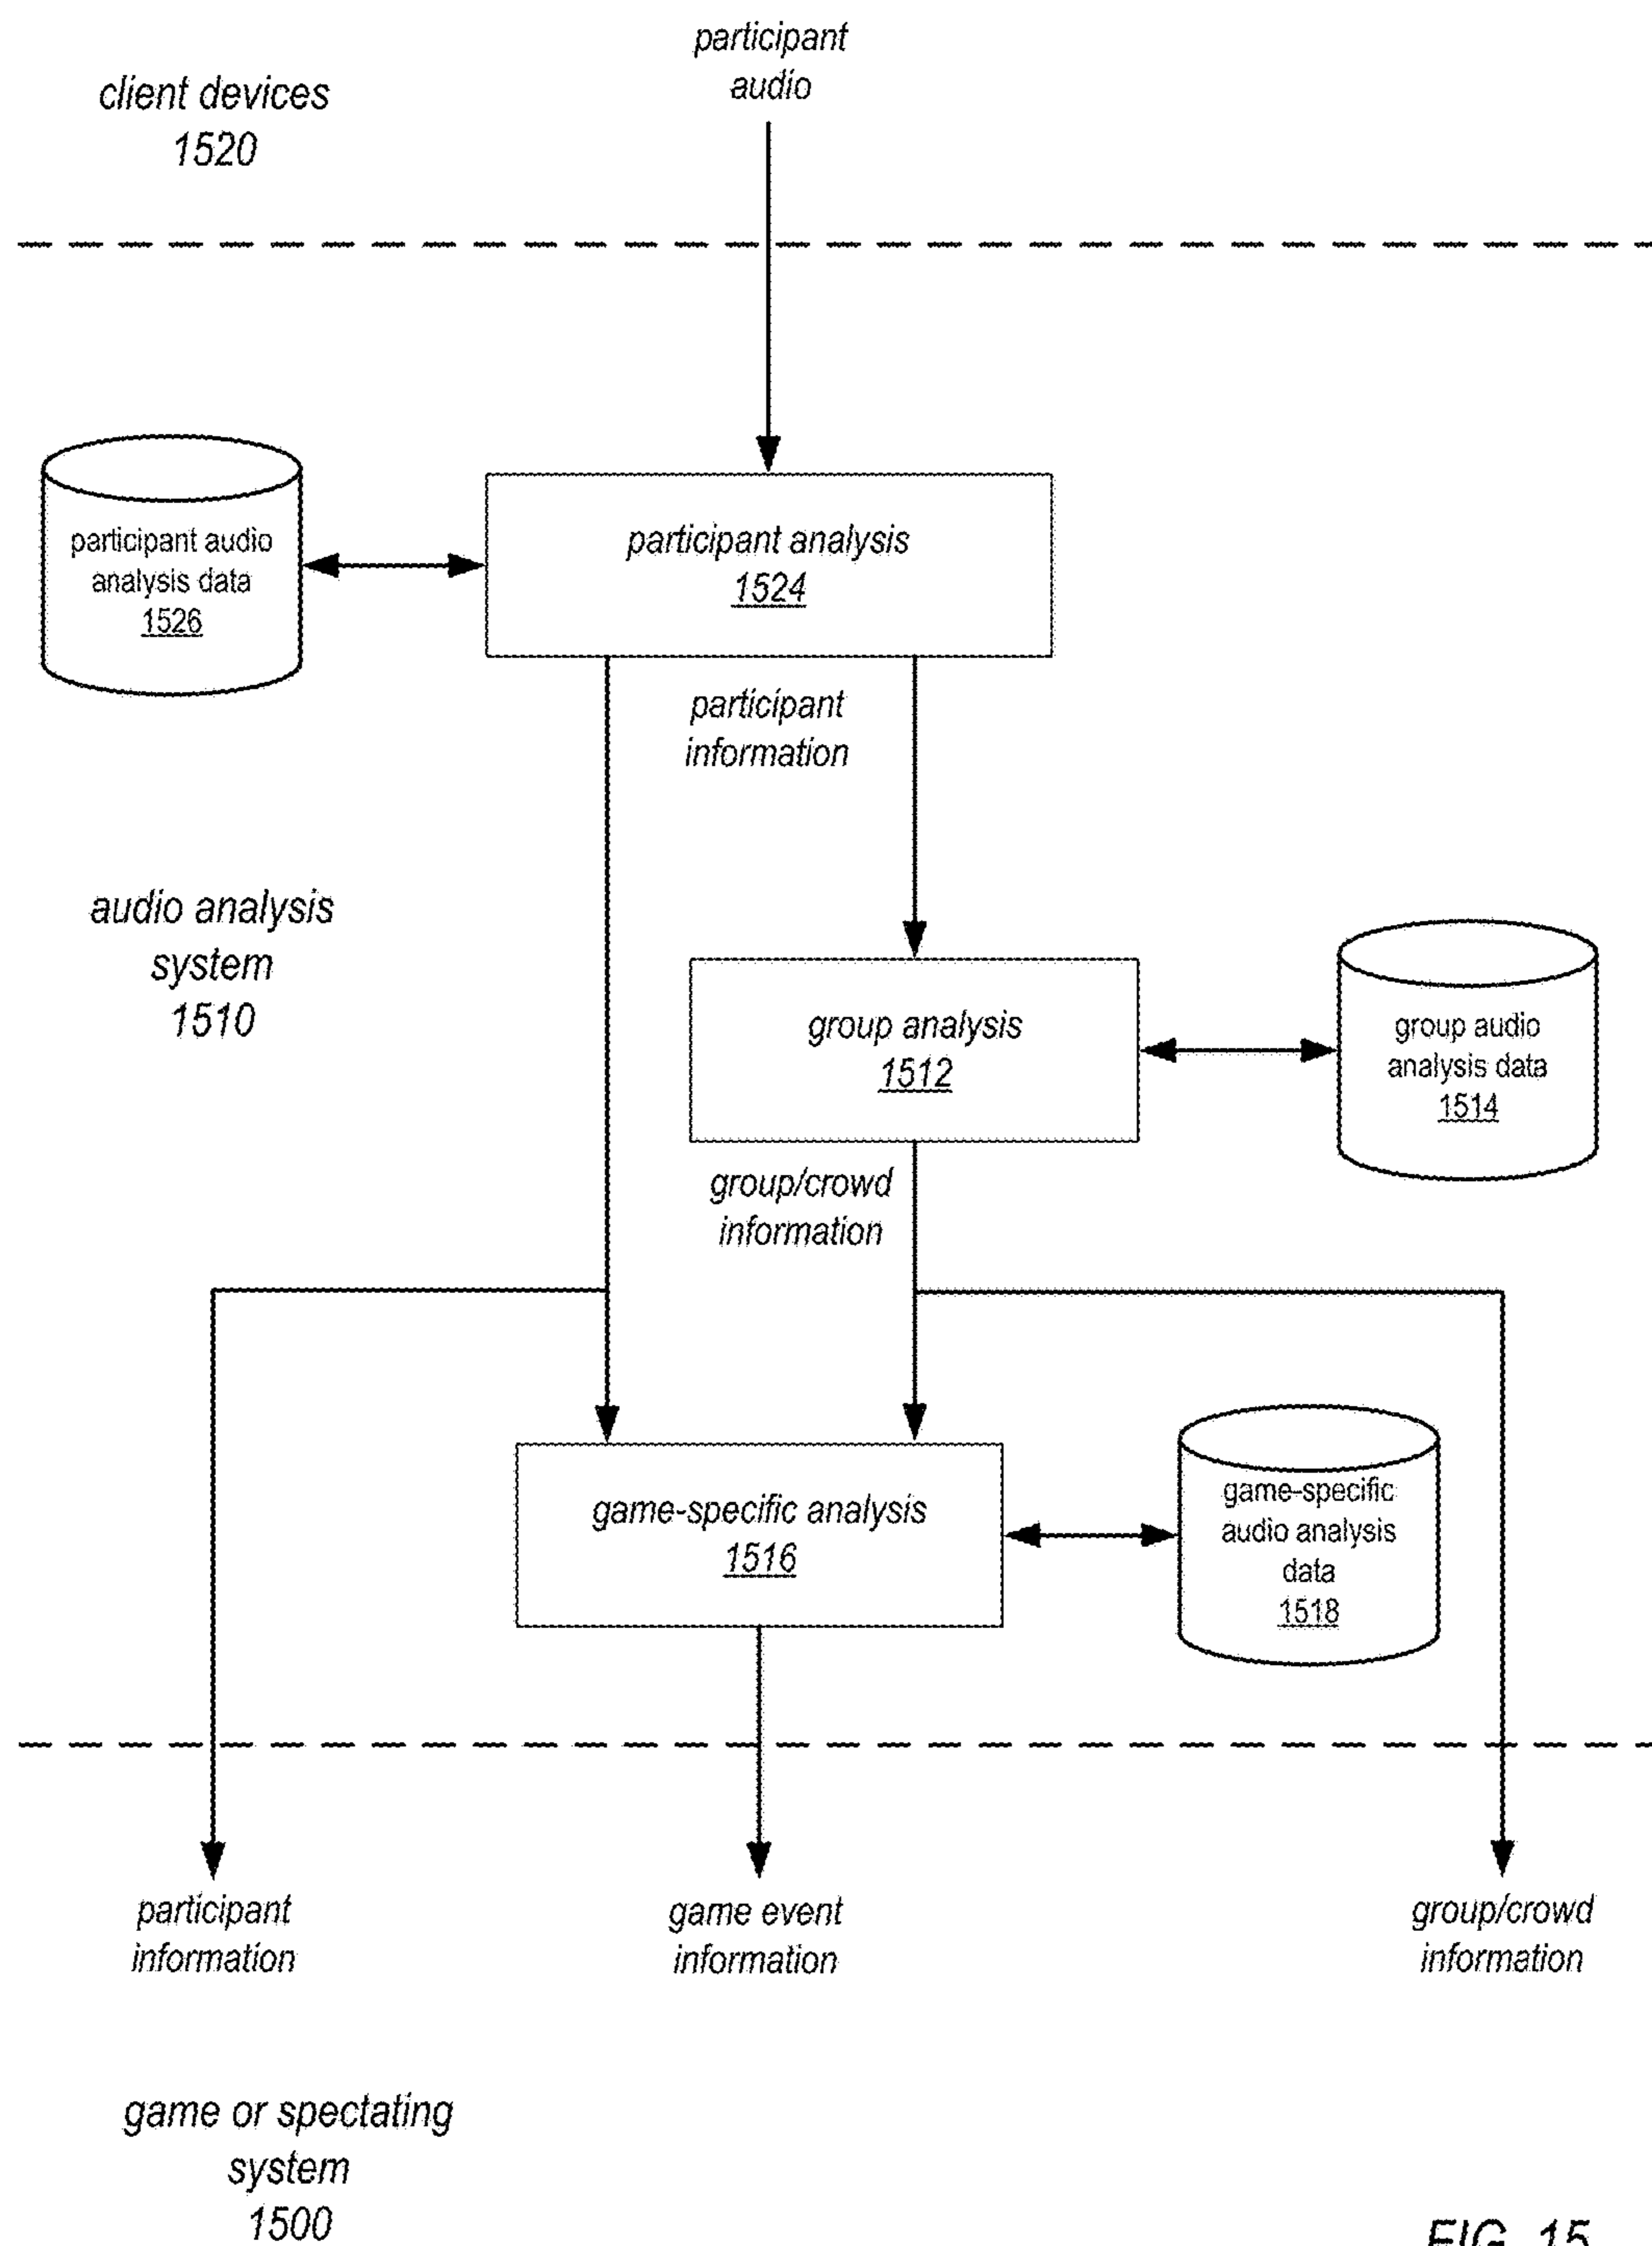 participant
audio
client devices
1520
participant audio
analysis data
1526
participant analysis
1524
participant
information
audio analysis
system
1510
group analysis
1512
group audio
analysis data
1514
group/crowd
information
game-specific analysis
1516
game-specific
audio analysis
data
1518
participant
information
game event
information
group/crowd
information
game or spectating
system
1500
FIG. 15